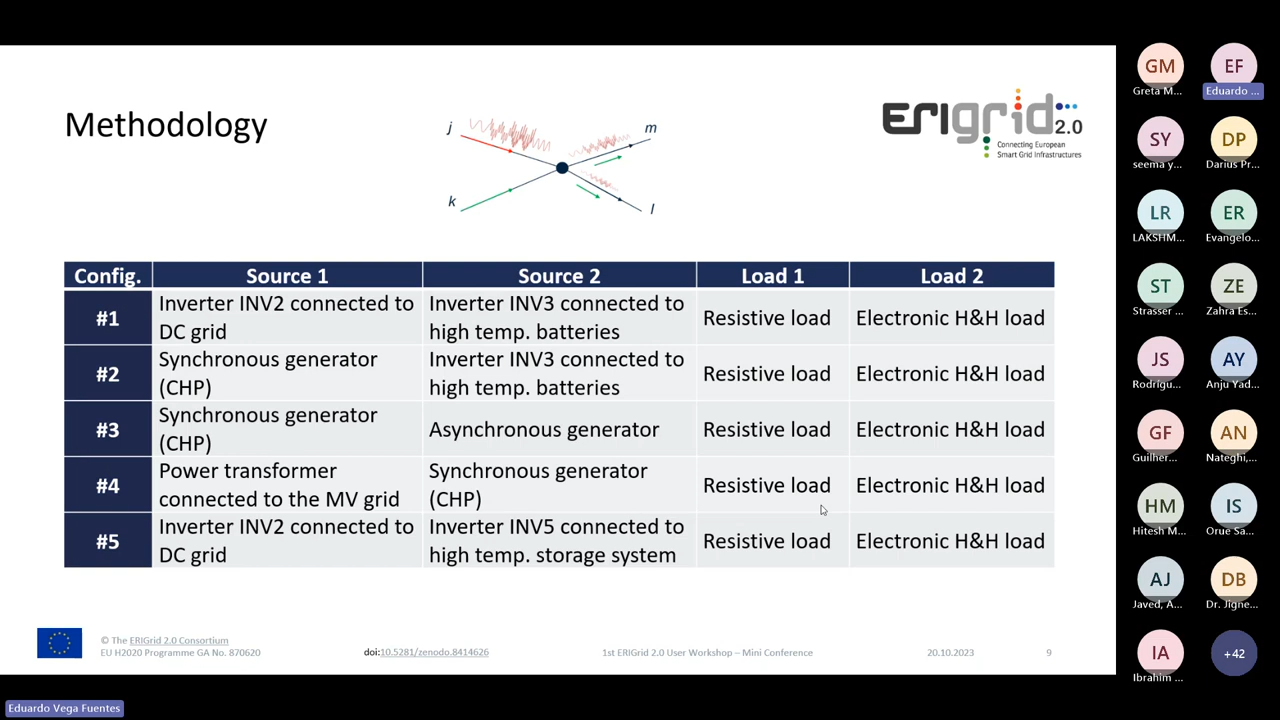 Methodology
j
m
k
l
ERIGrid 2.0
Connecting European
Smart Grid Infrastructures
Config. Source 1 Source 2 Load 1 Load 2
#1 Inverter INV2 connected to DC grid Inverter INV3 connected to high temp. batteries Resistive load Electronic H&H load
#2 Synchronous generator (CHP) Inverter INV3 connected to high temp. batteries Resistive load Electronic H&H load
#3 Synchronous generator (CHP) Asynchronous generator Resistive load Electronic H&H load
#4 Power transformer connected to the MV grid Synchronous generator (CHP) Resistive load Electronic H&H load
#5 Inverter INV2 connected to DC grid Inverter INV5 connected to high temp. storage system Resistive load Electronic H&H load
© The ERIGrid 2.0 Consortium
EU H2020 Programme GA No. 870620
doi:10.5281/zenodo.8414626
1st ERIGrid 2.0 User Workshop – Mini Conference
20.10.2023
9
GM EF
Greta M... Eduardo ...
SY DP
seema y... Darius Pr...
LR ER
LAKSHM... Evangelo...
ST ZE
Strasser ... Zahra Es...
JS AY
Rodrigu... Anju Yad...
GF AN
Guilher... Nateghi,...
HM IS
Hitesh M... Orue Sa...
AJ DB
Javed, A... Dr. Jigne...
IA +42
Ibrahim ...
Eduardo Vega Fuentes